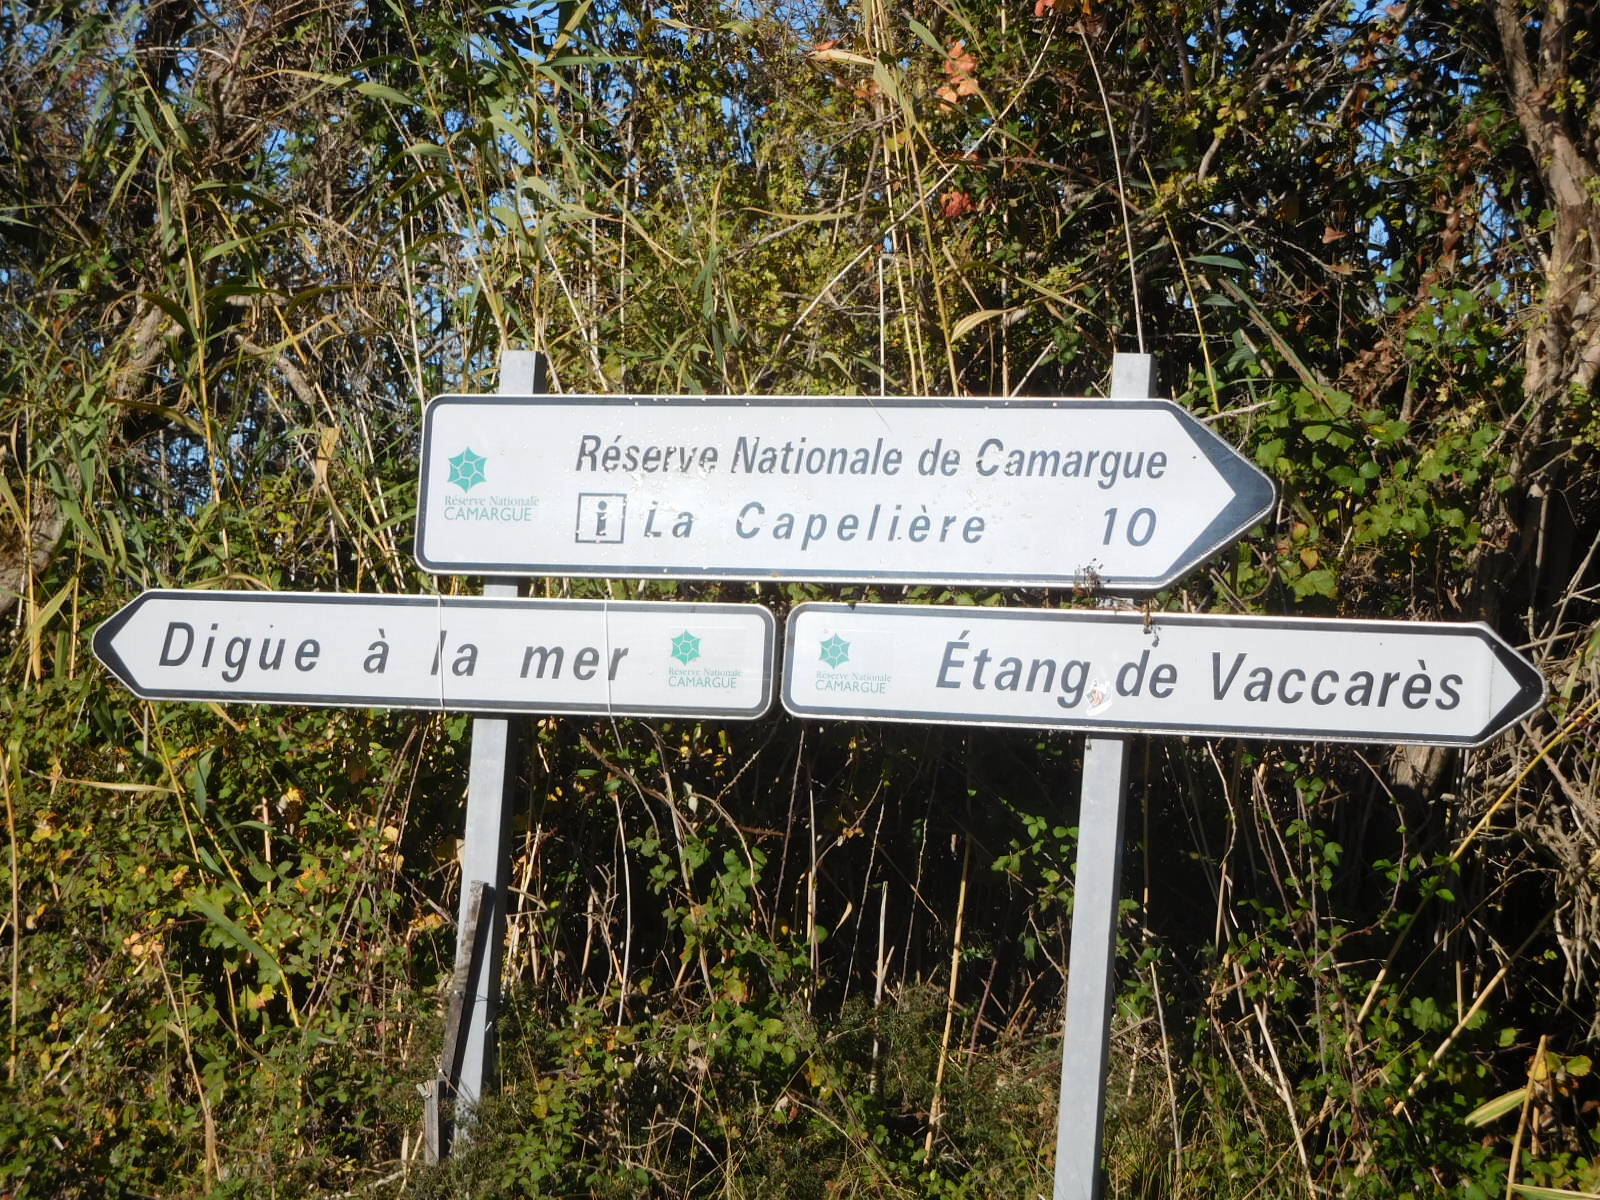 Réserve Nationale de Camargue
Réserve Nationale
CAMARGUE
i La Capelière 10
Digue à la mer
Réserve Nationale
CAMARGUE
Étang de Vaccarès
Réserve Nationale
CAMARGUE